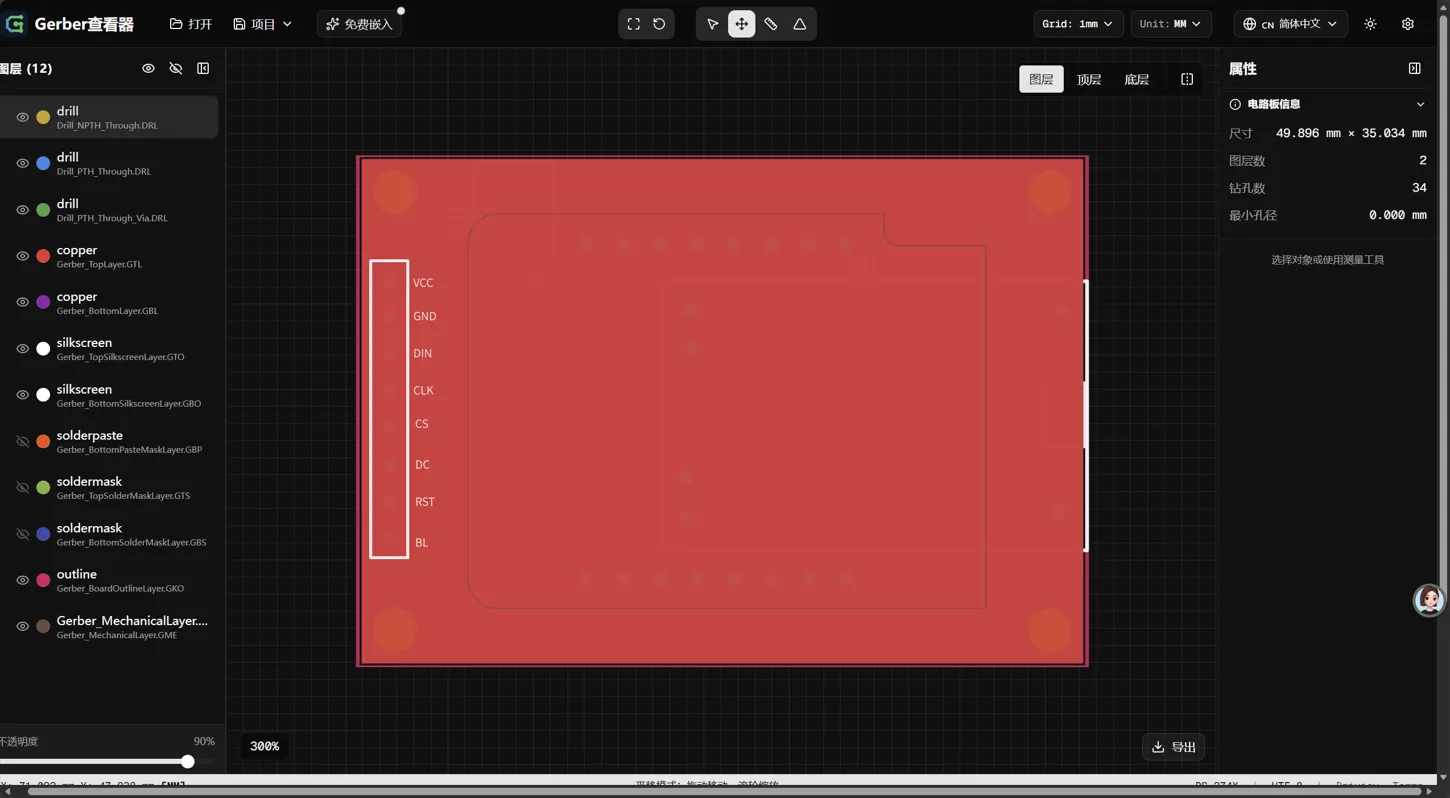 Gerber查看器
打开
项目
免费嵌入
Grid: 1mm
Unit: MM
CN 简体中文
图层 (12)
drill
Drill_NPTH_Through.DRL
drill
Drill_PTH_Through.DRL
drill
Drill_PTH_Through_Via.DRL
copper
Gerber_TopLayer.GTL
copper
Gerber_BottomLayer.GBL
silkscreen
Gerber_TopSilkscreenLayer.GTO
silkscreen
Gerber_BottomSilkscreenLayer.GBO
solderpaste
Gerber_BottomPasteMaskLayer.GBP
soldermask
Gerber_TopSolderMaskLayer.GTS
soldermask
Gerber_BottomSolderMaskLayer.GBS
outline
Gerber_BoardOutlineLayer.GKO
Gerber_MechanicalLayer....
Gerber_MechanicalLayer.GME
不透明度
90%
图层
顶层
底层
VCC
GND
DIN
CLK
CS
DC
RST
BL
300%
导出
属性
电路板信息
尺寸 49.896 mm × 35.034 mm
图层数 2
钻孔数 34
最小孔径 0.000 mm
选择对象或使用测量工具